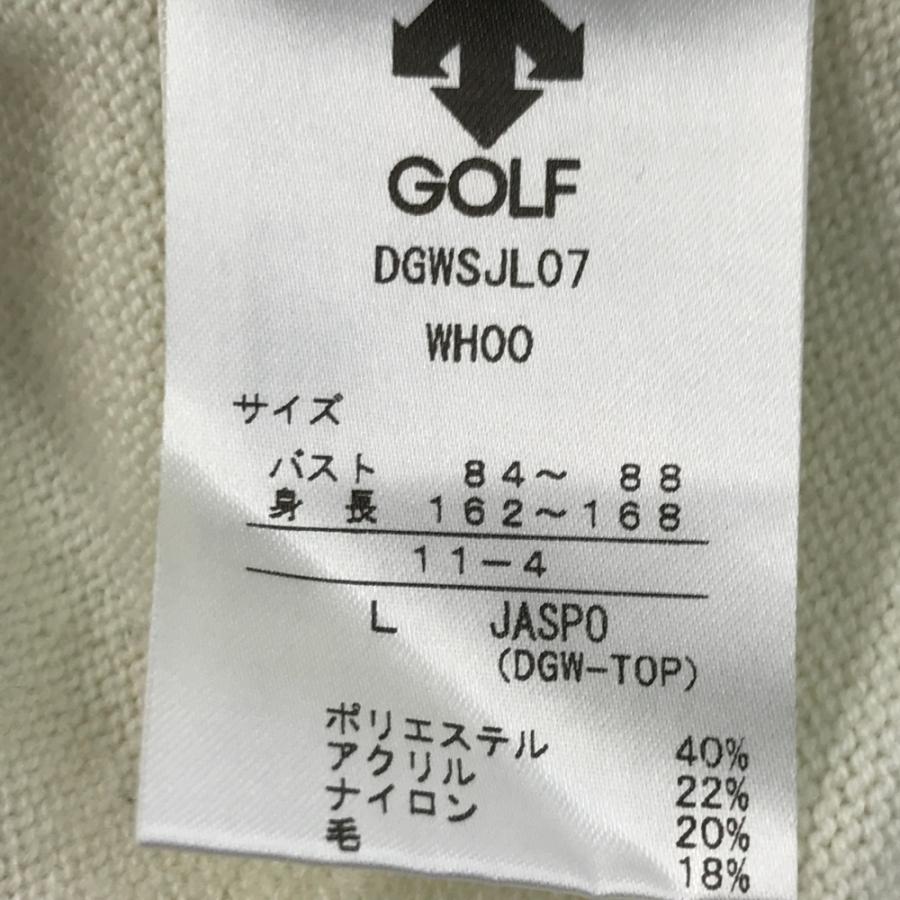 GOLF
DGWSJL07
WH00
サイズ
バスト 84～ 88
身長 162～168
11-4
L JASPO
(DGW-TOP)
ポリエステル 40%
アクリル 22%
ナイロン 20%
毛 18%